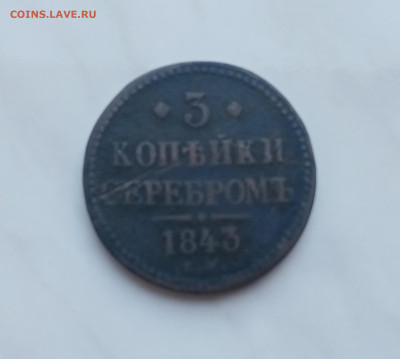 COINS.LAVE.RU
3
КОПѢЙКИ
СЕРЕБРОМЪ
1843